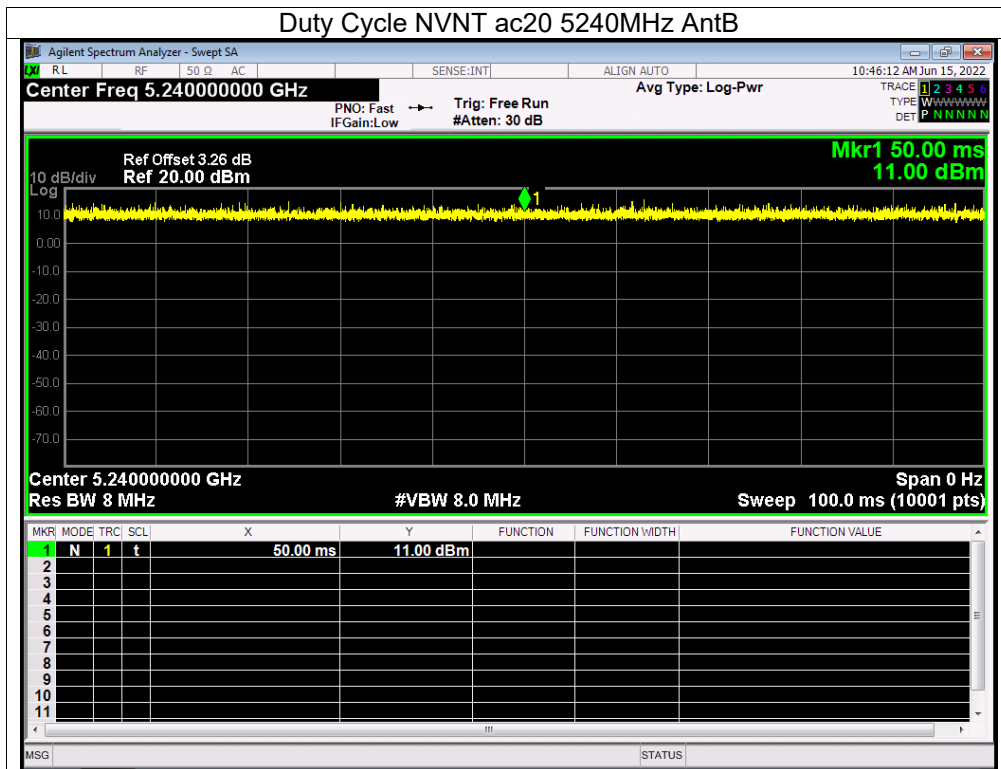 Duty Cycle NVNT ac20 5240MHz AntB
Agilent Spectrum Analyzer - Swept SA
LXI RL RF 50 Ω AC SENSE:INT ALIGN AUTO 10:46:12 AM Jun 15, 2022
Center Freq 5.240000000 GHz Avg Type: Log-Pwr TRACE 1 2 3 4 5 6
PNO: Fast Trig: Free Run TYPE WWWWWW
IFGain:Low #Atten: 30 dB DET P N N N N N
Mkr1 50.00 ms
Ref Offset 3.26 dB
10 dB/div Ref 20.00 dBm 11.00 dBm
Log
1
10.0
0.00
-10.0
-20.0
-30.0
-40.0
-50.0
-60.0
-70.0
Center 5.240000000 GHz Span 0 Hz
Res BW 8 MHz #VBW 8.0 MHz Sweep 100.0 ms (10001 pts)
MKR MODE TRC SCL X Y FUNCTION FUNCTION WIDTH FUNCTION VALUE
1 N 1 t 50.00 ms 11.00 dBm
2
3
4
5
6
7
8
9
10
11
MSG STATUS